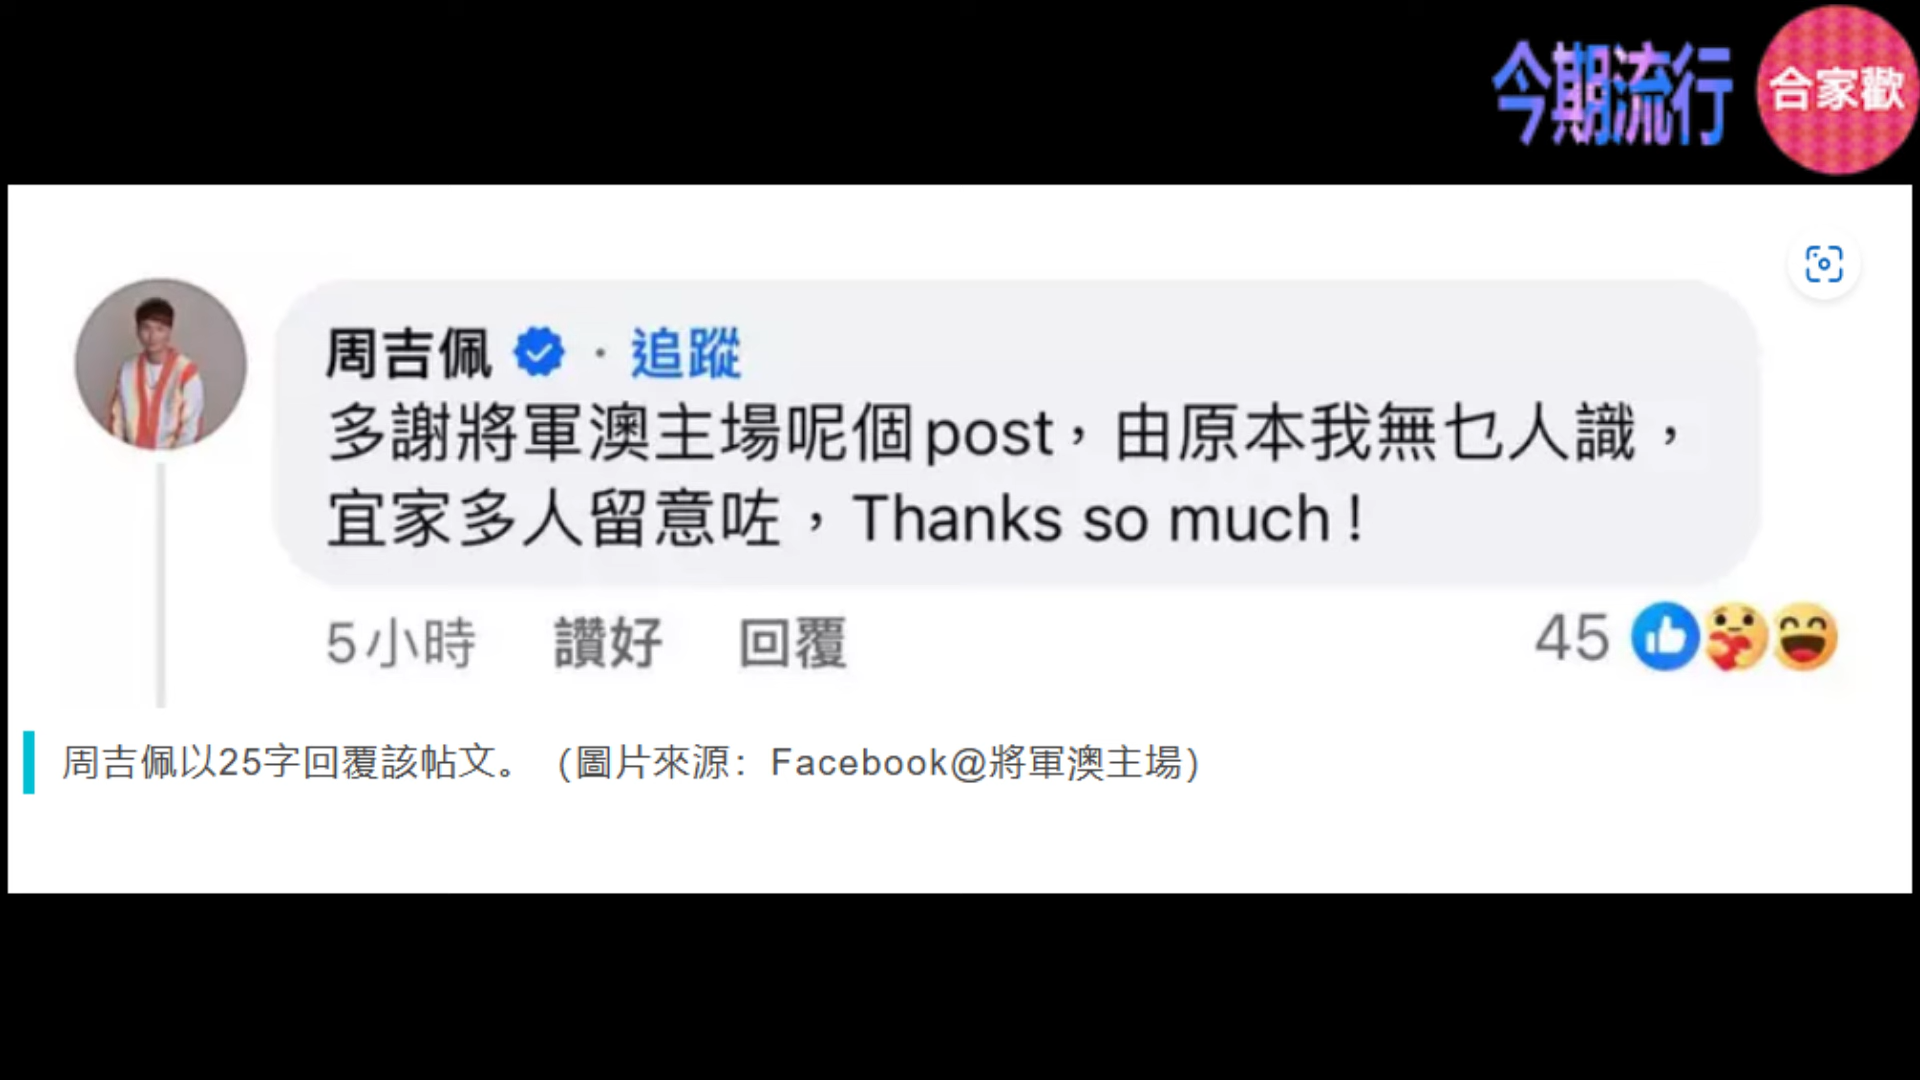 今期流行
合家歡
周吉佩 · 追蹤
多謝將軍澳主場呢個post，由原本我無乜人識，
宜家多人留意咗，Thanks so much！
5小時 讚好 回覆 45
周吉佩以25字回覆該帖文。（圖片來源：Facebook@將軍澳主場）